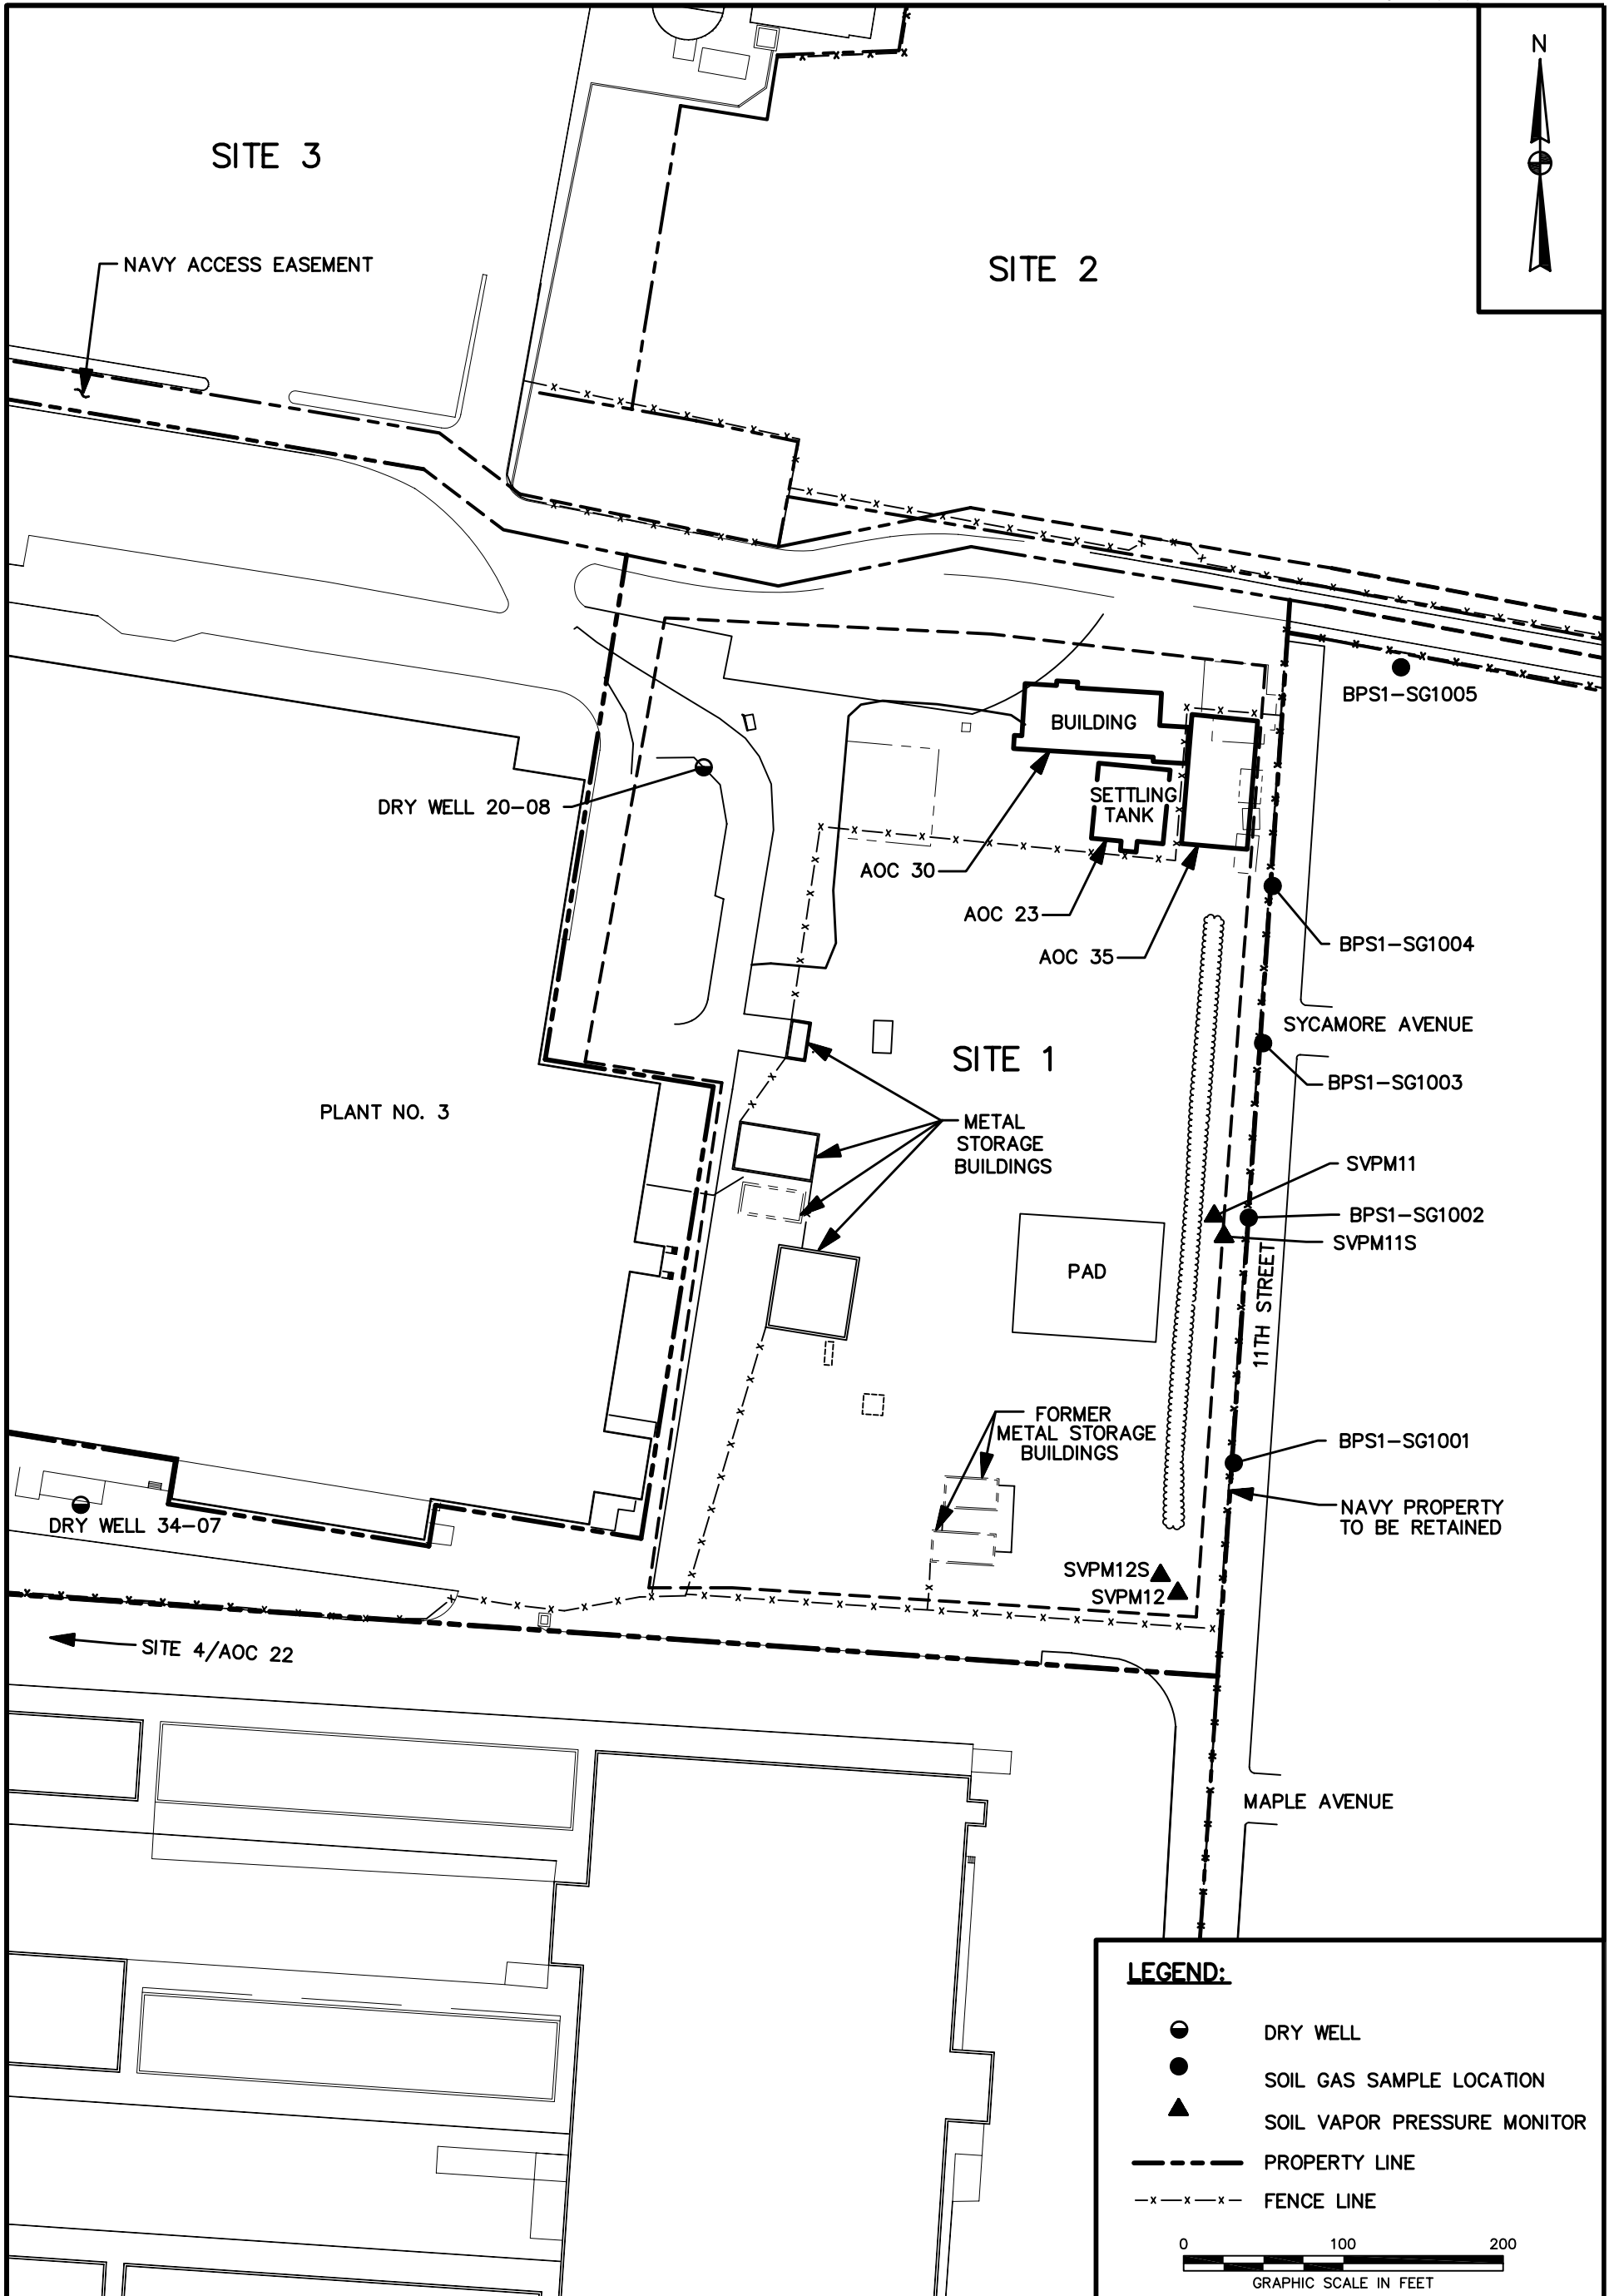 N
SITE 3
NAVY ACCESS EASEMENT
SITE 2
BPS1-SG1005
BUILDING
SETTLING
TANK
DRY WELL 20-08
AOC 30
AOC 23
AOC 35
BPS1-SG1004
SYCAMORE AVENUE
SITE 1
BPS1-SG1003
PLANT NO. 3
METAL
STORAGE
BUILDINGS
SVPM11
BPS1-SG1002
SVPM11S
PAD
11TH STREET
FORMER
METAL STORAGE
BUILDINGS
BPS1-SG1001
NAVY PROPERTY
TO BE RETAINED
DRY WELL 34-07
SVPM12S
SVPM12
SITE 4/AOC 22
MAPLE AVENUE
LEGEND:
DRY WELL
SOIL GAS SAMPLE LOCATION
SOIL VAPOR PRESSURE MONITOR
PROPERTY LINE
FENCE LINE
0 100 200
GRAPHIC SCALE IN FEET